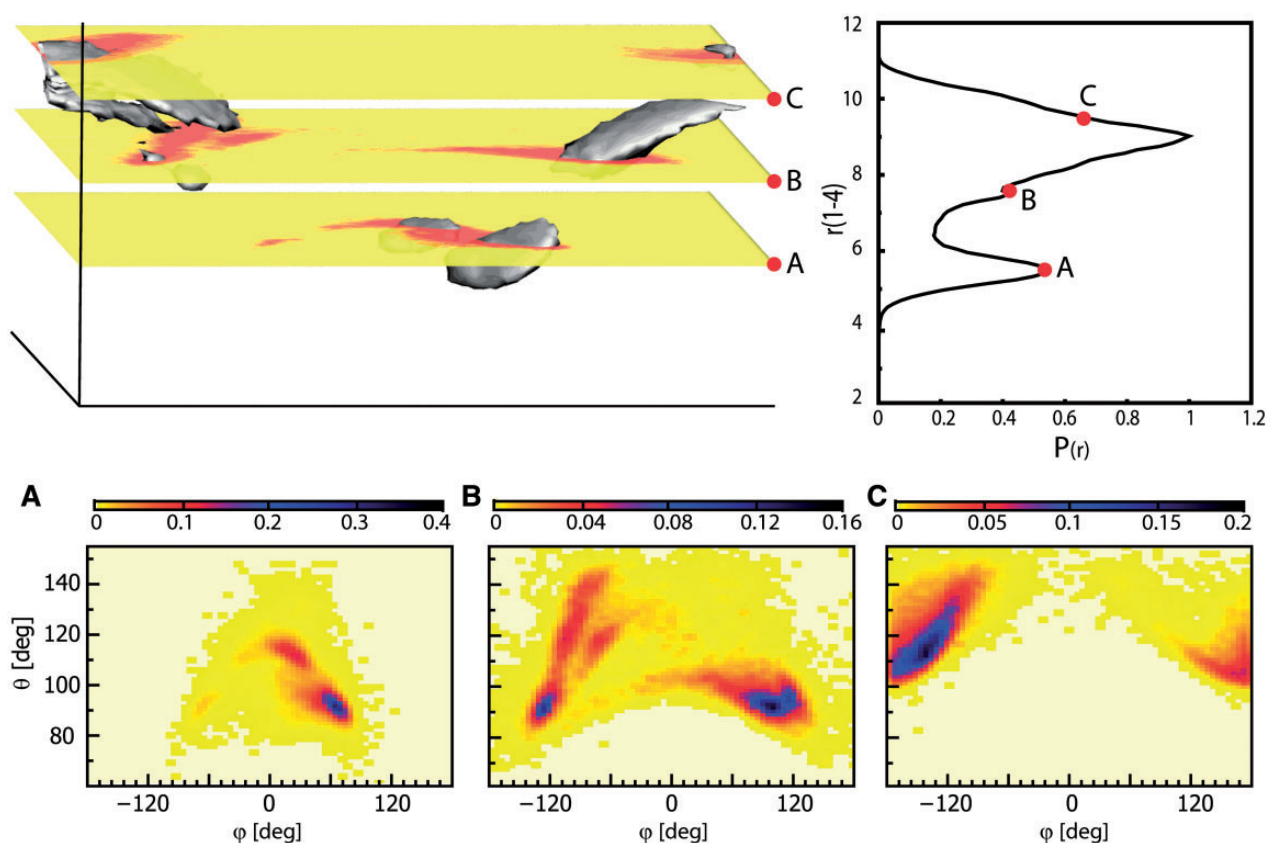 C
B
A
12
10
8
6
4
2
r(1-4)
C
B
A
0 0.2 0.4 0.6 0.8 1 1.2
P(r)
A
0 0.1 0.2 0.3 0.4
B
0 0.04 0.08 0.12 0.16
C
0 0.05 0.1 0.15 0.2
140
120
100
80
θ [deg]
−120 0 120
φ [deg]
−120 0 120
φ [deg]
−120 0 120
φ [deg]